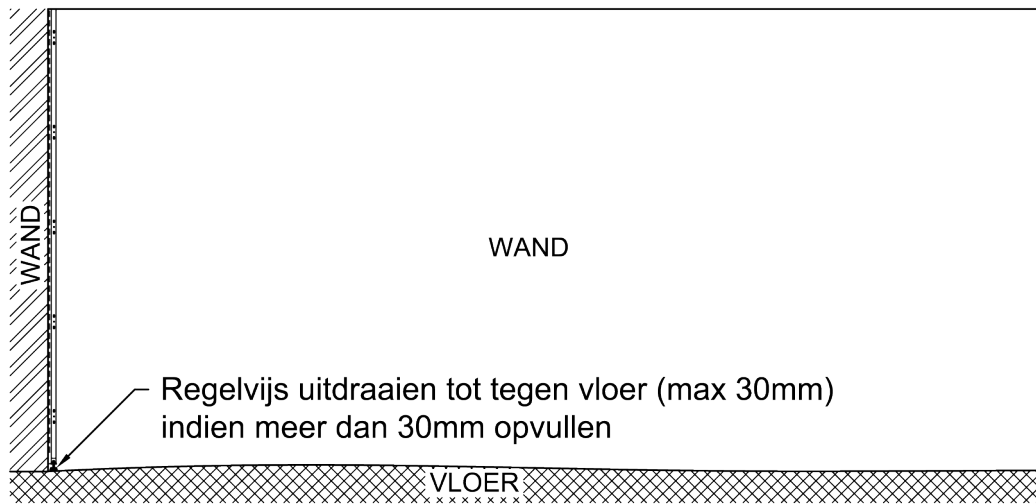 WAND
WAND
Regelvijs uitdraaien tot tegen vloer (max 30mm)
indien meer dan 30mm opvullen
VLOER